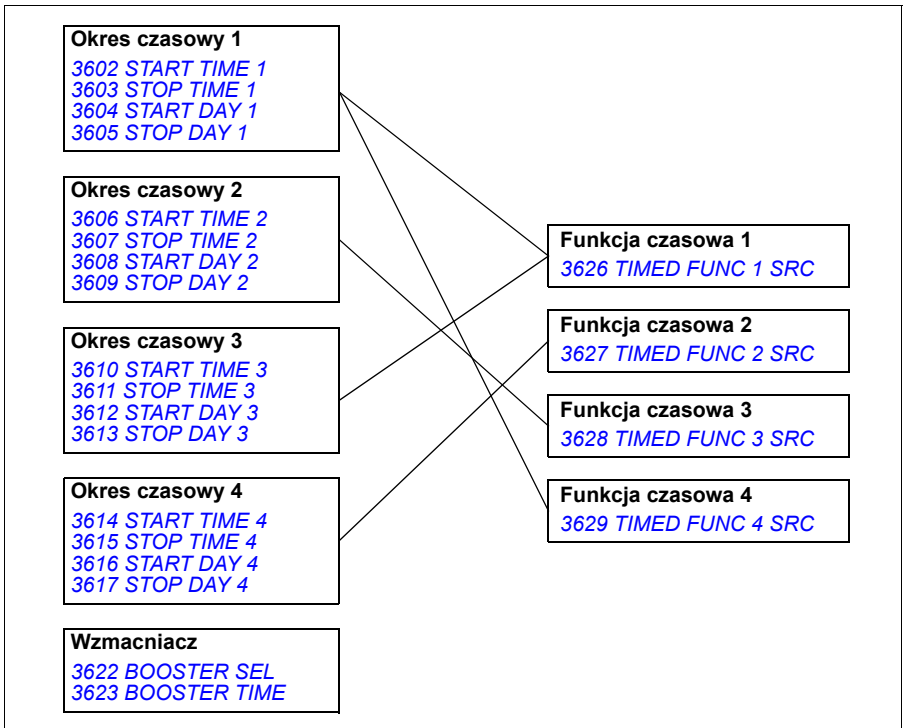 Okres czasowy 1
3602 START TIME 1
3603 STOP TIME 1
3604 START DAY 1
3605 STOP DAY 1
Okres czasowy 2
3606 START TIME 2
3607 STOP TIME 2
3608 START DAY 2
3609 STOP DAY 2
Okres czasowy 3
3610 START TIME 3
3611 STOP TIME 3
3612 START DAY 3
3613 STOP DAY 3
Okres czasowy 4
3614 START TIME 4
3615 STOP TIME 4
3616 START DAY 4
3617 STOP DAY 4
Wzmacniacz
3622 BOOSTER SEL
3623 BOOSTER TIME
Funkcja czasowa 1
3626 TIMED FUNC 1 SRC
Funkcja czasowa 2
3627 TIMED FUNC 2 SRC
Funkcja czasowa 3
3628 TIMED FUNC 3 SRC
Funkcja czasowa 4
3629 TIMED FUNC 4 SRC